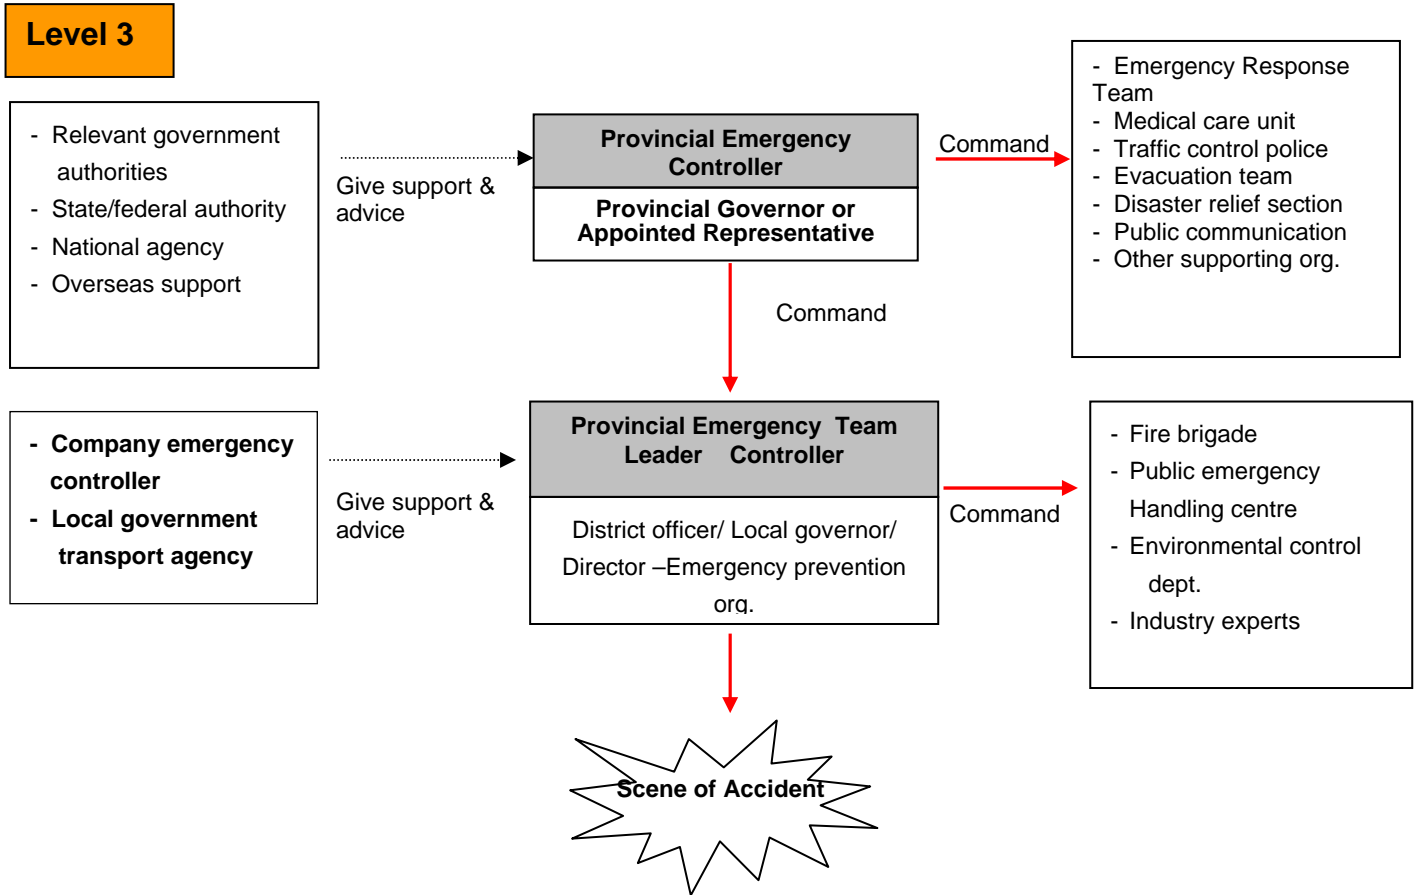 Level 3
- Relevant government
authorities
- State/federal authority
- National agency
- Overseas support
Give support &
advice
Provincial Emergency
Controller
Provincial Governor or
Appointed Representative
Command
- Emergency Response
Team
- Medical care unit
- Traffic control police
- Evacuation team
- Disaster relief section
- Public communication
- Other supporting org.
Command
- Company emergency
controller
- Local government
transport agency
Give support &
advice
Provincial Emergency Team
Leader Controller
District officer/ Local governor/
Director –Emergency prevention
org.
Command
- Fire brigade
- Public emergency
Handling centre
- Environmental control
dept.
- Industry experts
Scene of Accident